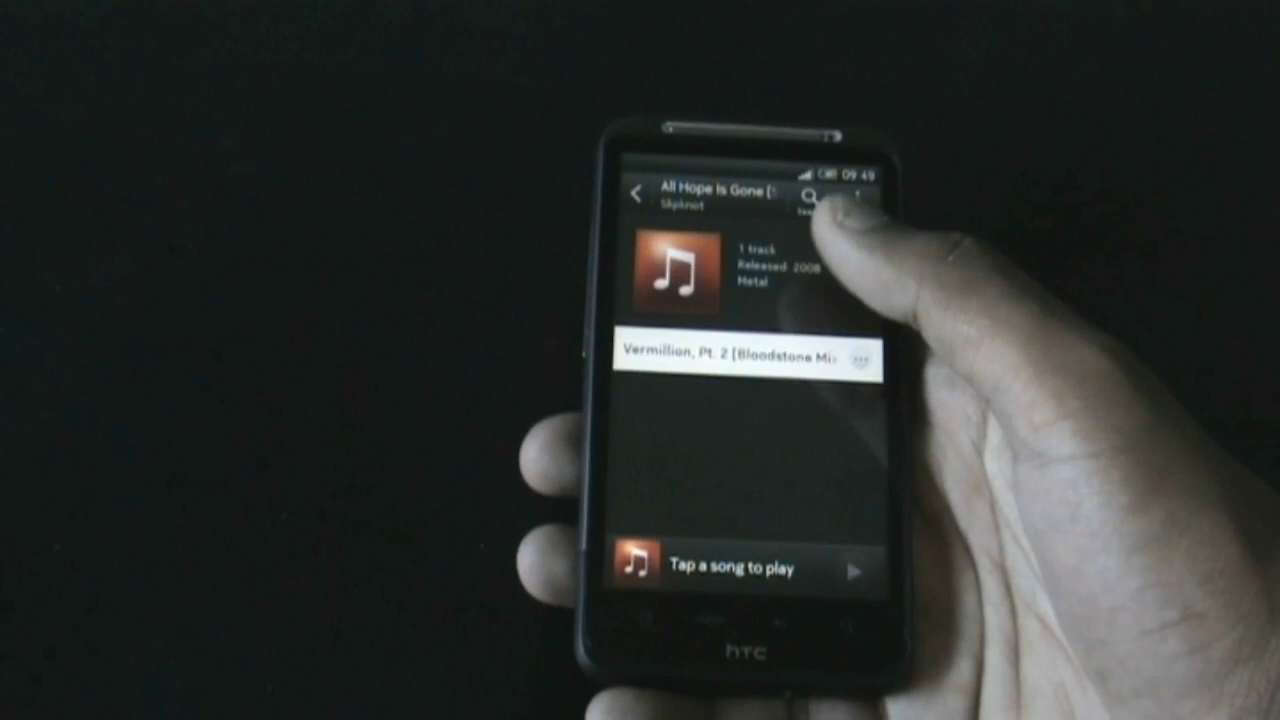 09:49
All Hope Is Gone [
Slipknot
1 track
Released 2008
Metal
Vermillion, Pt. 2 [Bloodstone Mi
Tap a song to play
hTC